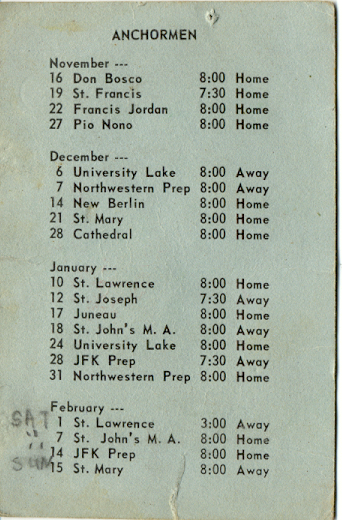 ANCHORMEN
November ---
16 Don Bosco 8:00 Home
19 St. Francis 7:30 Home
22 Francis Jordan 8:00 Home
27 Pio Nono 8:00 Home
December ---
6 University Lake 8:00 Away
7 Northwestern Prep 8:00 Away
14 New Berlin 8:00 Home
21 St. Mary 8:00 Home
28 Cathedral 8:00 Home
January ---
10 St. Lawrence 8:00 Home
12 St. Joseph 7:30 Away
17 Juneau 8:00 Home
18 St. John's M. A. 8:00 Away
24 University Lake 8:00 Home
28 JFK Prep 7:30 Away
31 Northwestern Prep 8:00 Home
February ---
SAT 1 St. Lawrence 3:00 Away
" 7 St. John's M. A. 8:00 Home
SUN 14 JFK Prep 8:00 Home
15 St. Mary 8:00 Away